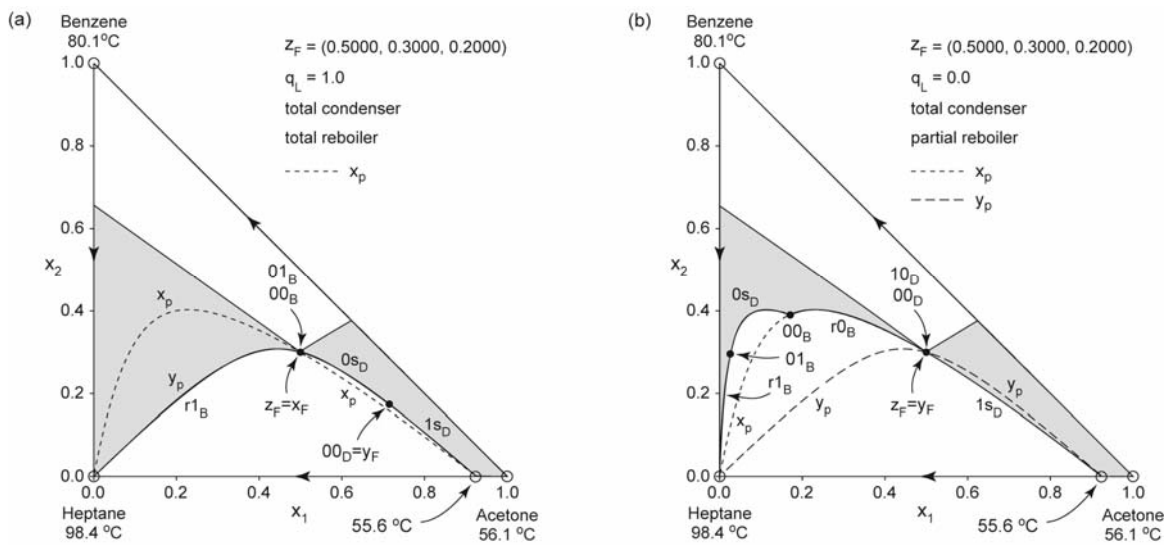 (a)
Benzene
80.1°C
z_F = (0.5000, 0.3000, 0.2000)
q_L = 1.0
total condenser
total reboiler
x_p
1.0
0.8
0.6
x_2
0.4
0.2
0.0
01_B
00_B
x_p
0s_D
y_p
r1_B
z_F=x_F
x_p
1s_D
00_D=y_F
0.0
0.2
0.4
0.6
0.8
1.0
Heptane
98.4 °C
x_1
55.6 °C
Acetone
56.1 °C
(b)
Benzene
80.1°C
z_F = (0.5000, 0.3000, 0.2000)
q_L = 0.0
total condenser
partial reboiler
x_p
y_p
1.0
0.8
0.6
x_2
0.4
0.2
0.0
10_D
00_D
0s_D
r0_B
00_B
01_B
r1_B
x_p
y_p
z_F=y_F
y_p
1s_D
0.0
0.2
0.4
0.6
0.8
1.0
Heptane
98.4 °C
x_1
55.6 °C
Acetone
56.1 °C